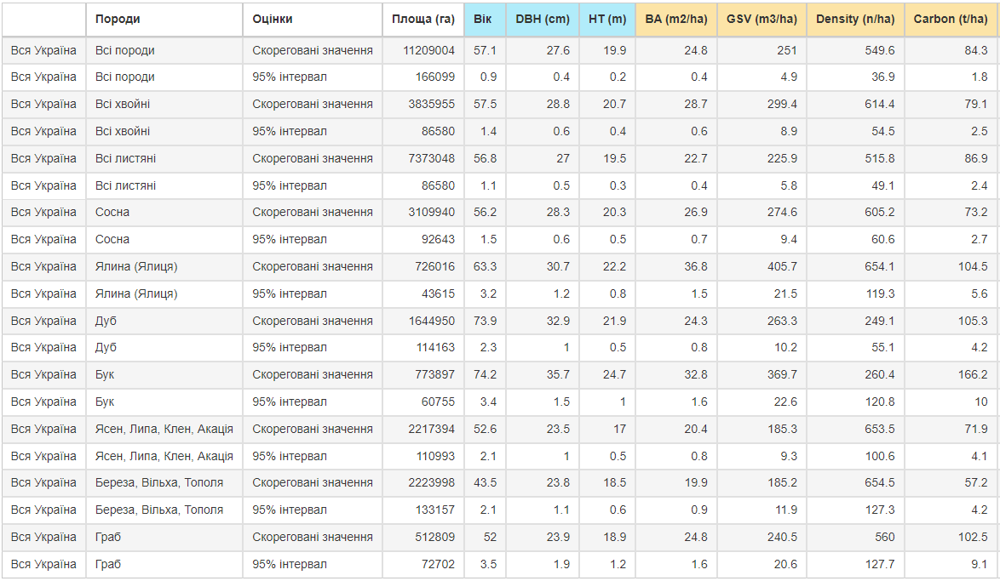 Породи Оцінки Площа (га) Вік DBH (cm) HT (m) BA (m2/ha) GSV (m3/ha) Density (n/ha) Carbon (t/ha)
Вся Україна Всі породи Скореговані значення 11209004 57.1 27.6 19.9 24.8 251 549.6 84.3
Вся Україна Всі породи 95% інтервал 166099 0.9 0.4 0.2 0.4 4.9 36.9 1.8
Вся Україна Всі хвойні Скореговані значення 3835955 57.5 28.8 20.7 28.7 299.4 614.4 79.1
Вся Україна Всі хвойні 95% інтервал 86580 1.4 0.6 0.4 0.6 8.9 54.5 2.5
Вся Україна Всі листяні Скореговані значення 7373048 56.8 27 19.5 22.7 225.9 515.8 86.9
Вся Україна Всі листяні 95% інтервал 86580 1.1 0.5 0.3 0.4 5.8 49.1 2.4
Вся Україна Сосна Скореговані значення 3109940 56.2 28.3 20.3 26.9 274.6 605.2 73.2
Вся Україна Сосна 95% інтервал 92643 1.5 0.6 0.5 0.7 9.4 60.6 2.7
Вся Україна Ялина (Ялиця) Скореговані значення 726016 63.3 30.7 22.2 36.8 405.7 654.1 104.5
Вся Україна Ялина (Ялиця) 95% інтервал 43615 3.2 1.2 0.8 1.5 21.5 119.3 5.6
Вся Україна Дуб Скореговані значення 1644950 73.9 32.9 21.9 24.3 263.3 249.1 105.3
Вся Україна Дуб 95% інтервал 114163 2.3 1 0.5 0.8 10.2 55.1 4.2
Вся Україна Бук Скореговані значення 773897 74.2 35.7 24.7 32.8 369.7 260.4 166.2
Вся Україна Бук 95% інтервал 60755 3.4 1.5 1 1.6 22.6 120.8 10
Вся Україна Ясен, Липа, Клен, Акація Скореговані значення 2217394 52.6 23.5 17 20.4 185.3 653.5 71.9
Вся Україна Ясен, Липа, Клен, Акація 95% інтервал 110993 2.1 1 0.5 0.8 9.3 100.6 4.1
Вся Україна Береза, Вільха, Тополя Скореговані значення 2223998 43.5 23.8 18.5 19.9 185.2 654.5 57.2
Вся Україна Береза, Вільха, Тополя 95% інтервал 133157 2.1 1.1 0.6 0.9 11.9 127.3 4.2
Вся Україна Граб Скореговані значення 512809 52 23.9 18.9 24.8 240.5 560 102.5
Вся Україна Граб 95% інтервал 72702 3.5 1.9 1.2 1.6 20.6 127.7 9.1